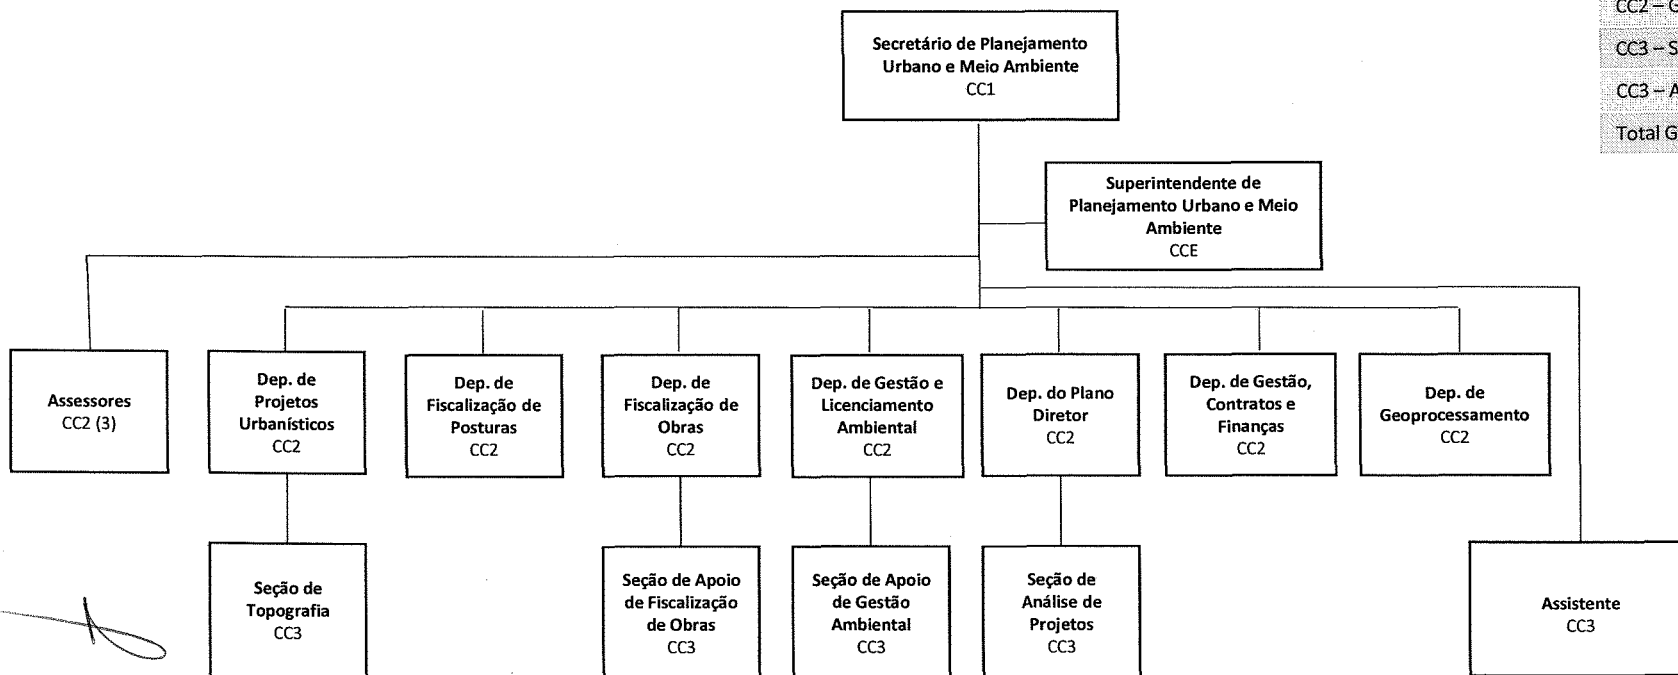 Secretário de Planejamento
Urbano e Meio Ambiente
CC1
CC2 – G
CC3 – S
CC3 – A
Total G
Superintendente de
Planejamento Urbano e Meio
Ambiente
CCE
Assessores
CC2 (3)
Dep. de
Projetos
Urbanísticos
CC2
Dep. de
Fiscalização de
Posturas
CC2
Dep. de
Fiscalização de
Obras
CC2
Dep. de Gestão e
Licenciamento
Ambiental
CC2
Dep. do Plano
Diretor
CC2
Dep. de Gestão,
Contratos e
Finanças
CC2
Dep. de
Geoprocessamento
CC2
Seção de
Topografia
CC3
Seção de Apoio
de Fiscalização
de Obras
CC3
Seção de Apoio
de Gestão
Ambiental
CC3
Seção de
Análise de
Projetos
CC3
Assistente
CC3